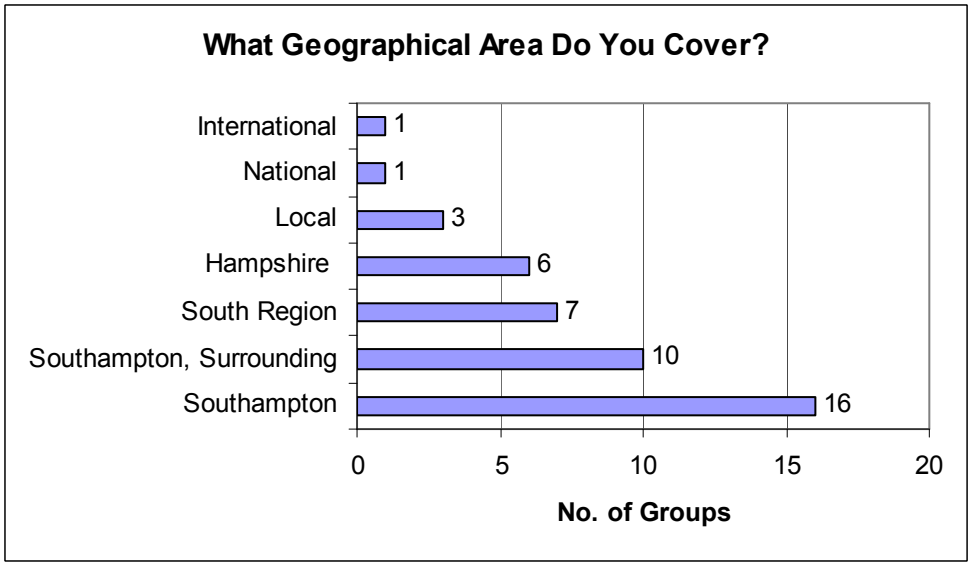 What Geographical Area Do You Cover?
International 1
National 1
Local 3
Hampshire 6
South Region 7
Southampton, Surrounding 10
Southampton 16
0 5 10 15 20
No. of Groups